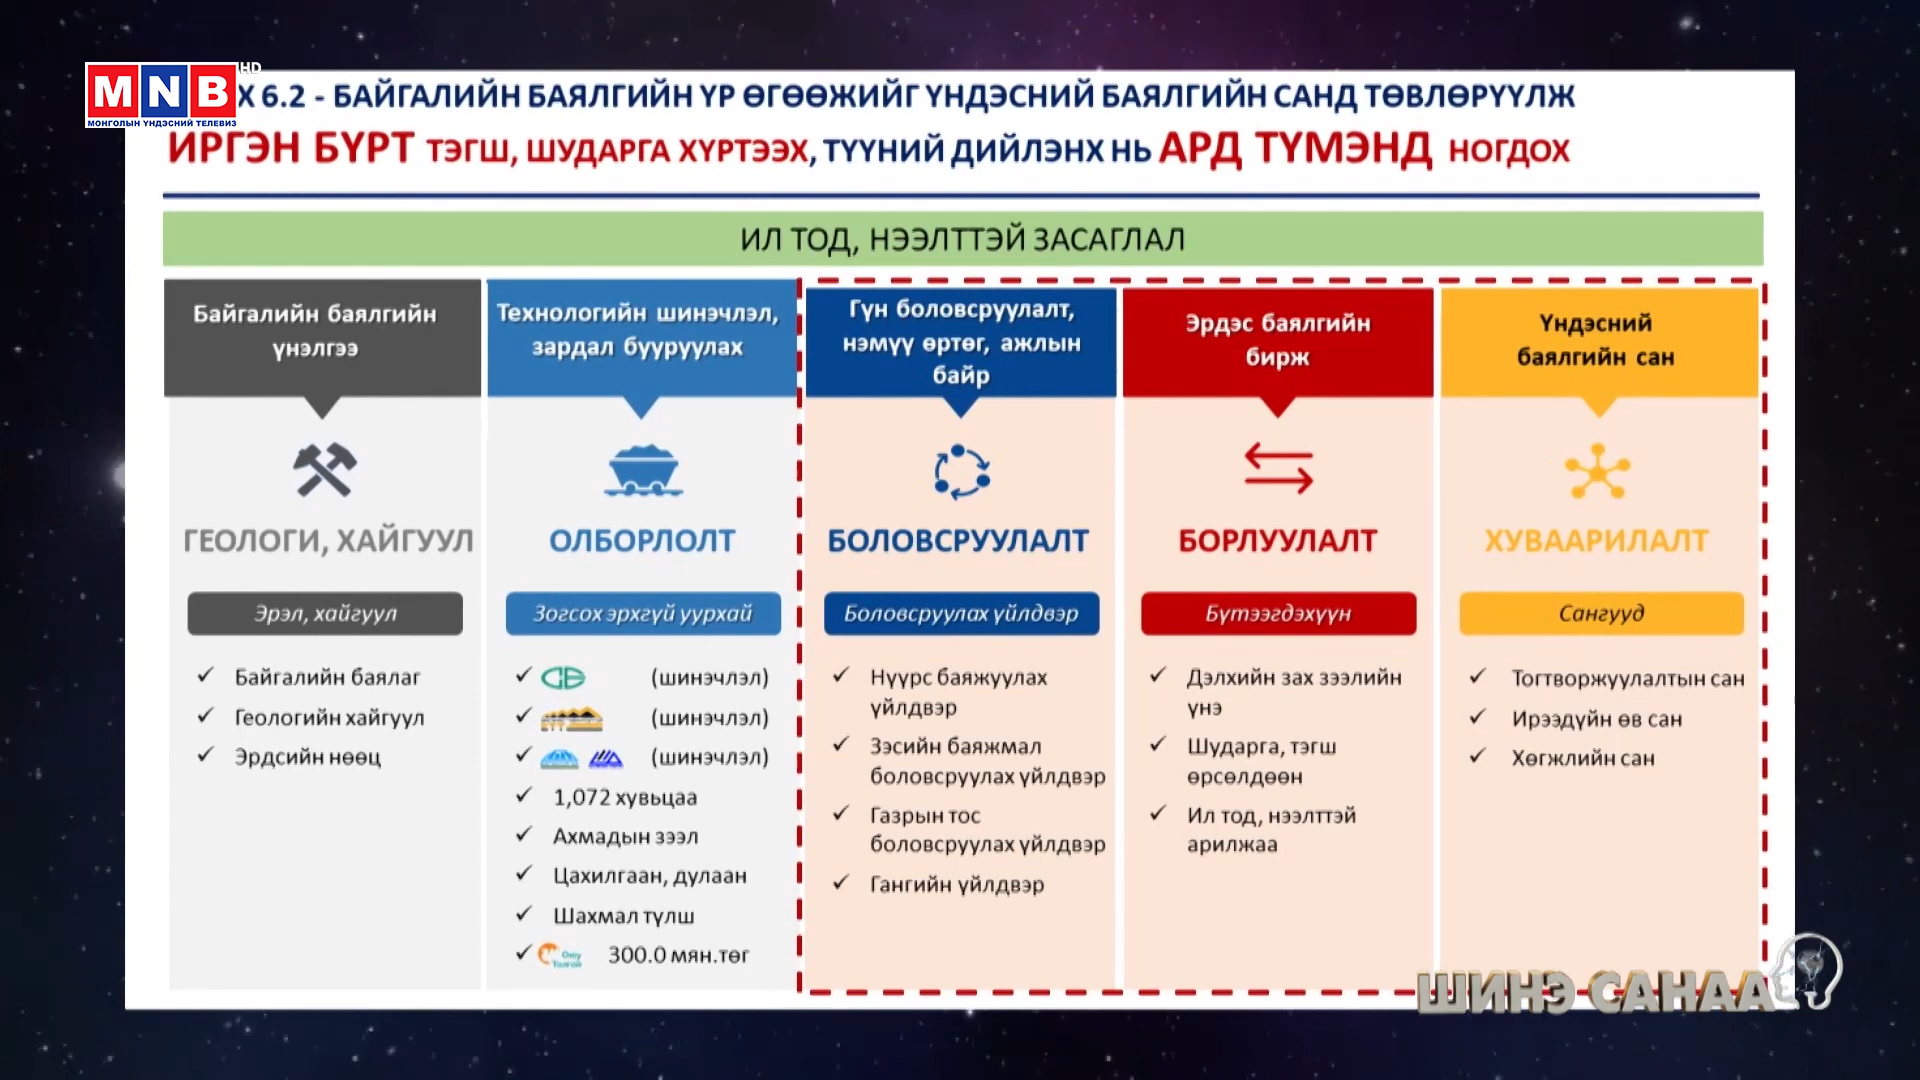 HD
MNB
МОНГОЛЫН ҮНДЭСНИЙ ТЕЛЕВИЗ
Х 6.2 - БАЙГАЛИЙН БАЯЛГИЙН ҮР ӨГӨӨЖИЙГ ҮНДЭСНИЙ БАЯЛГИЙН САНД ТӨВЛӨРҮҮЛЖ
ИРГЭН БҮРТ ТЭГШ, ШУДАРГА ХҮРТЭЭХ, ТҮҮНИЙ ДИЙЛЭНХ НЬ АРД ТҮМЭНД НОГДОХ
ИЛ ТОД, НЭЭЛТТЭЙ ЗАСАГЛАЛ
Байгалийн баялгийн
үнэлгээ
ГЕОЛОГИ, ХАЙГУУЛ
Эрэл, хайгуул
✓ Байгалийн баялаг
✓ Геологийн хайгуул
✓ Эрдсийн нөөц
Технологийн шинэчлэл,
зардал бууруулах
ОЛБОРЛОЛТ
Зогсох эрхгүй уурхай
✓ (шинэчлэл)
✓ (шинэчлэл)
✓ (шинэчлэл)
✓ 1,072 хувьцаа
✓ Ахмадын зээл
✓ Цахилгаан, дулаан
✓ Шахмал түлш
✓ Оюу Толгой 300.0 мян.төг
Гүн боловсруулалт,
нэмүү өртөг, ажлын
байр
БОЛОВСРУУЛАЛТ
Боловсруулах үйлдвэр
✓ Нүүрс баяжуулах
үйлдвэр
✓ Зэсийн баяжмал
боловсруулах үйлдвэр
✓ Газрын тос
боловсруулах үйлдвэр
✓ Гангийн үйлдвэр
Эрдэс баялгийн
бирж
БОРЛУУЛАЛТ
Бүтээгдэхүүн
✓ Дэлхийн зах зээлийн
үнэ
✓ Шударга, тэгш
өрсөлдөөн
✓ Ил тод, нээлттэй
арилжаа
Үндэсний
баялгийн сан
ХУВААРИЛАЛТ
Сангууд
✓ Тогтворжуулалтын сан
✓ Ирээдүйн өв сан
✓ Хөгжлийн сан
ШИНЭ САНАА